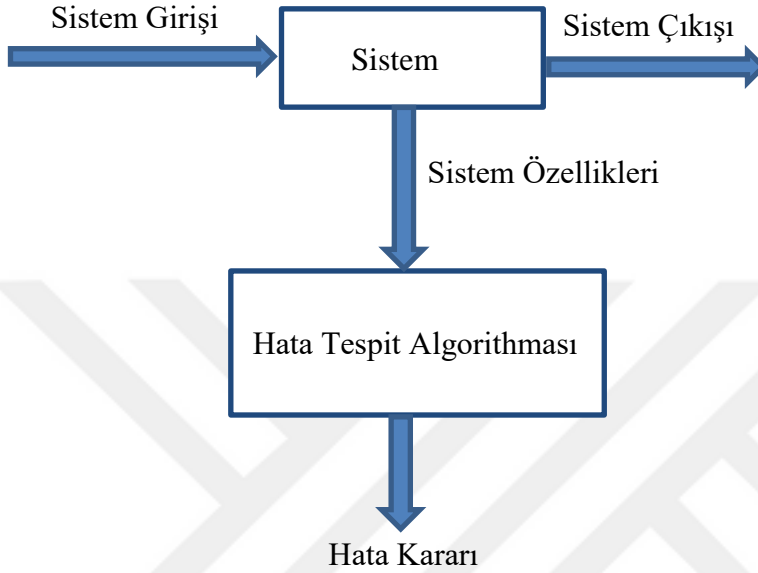 Sistem Girişi
Sistem Çıkışı
Sistem
Sistem Özellikleri
Hata Tespit Algorithması
Hata Kararı